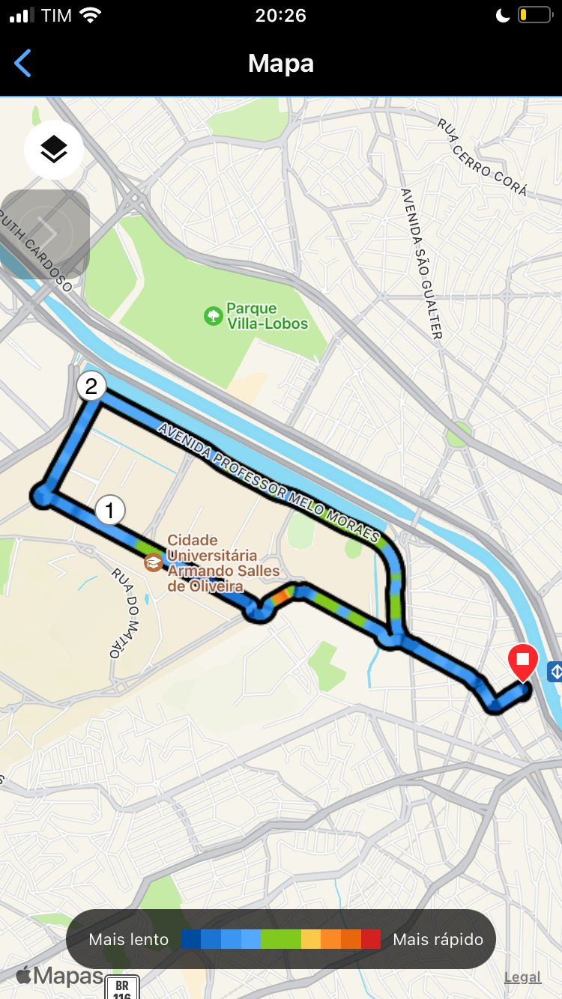 TIM
20:26
Mapa
RUA CERRO CORÁ
AVENIDA SÃO GUALTER
RUTH CARDOSO
Parque
Villa-Lobos
2
AVENIDA PROFESSOR MELO MORAES
1
Cidade
Universitária
Armando Salles
de Oliveira
RUA DO MATÃO
Mais lento
Mais rápido
Mapas
BR
116
Legal